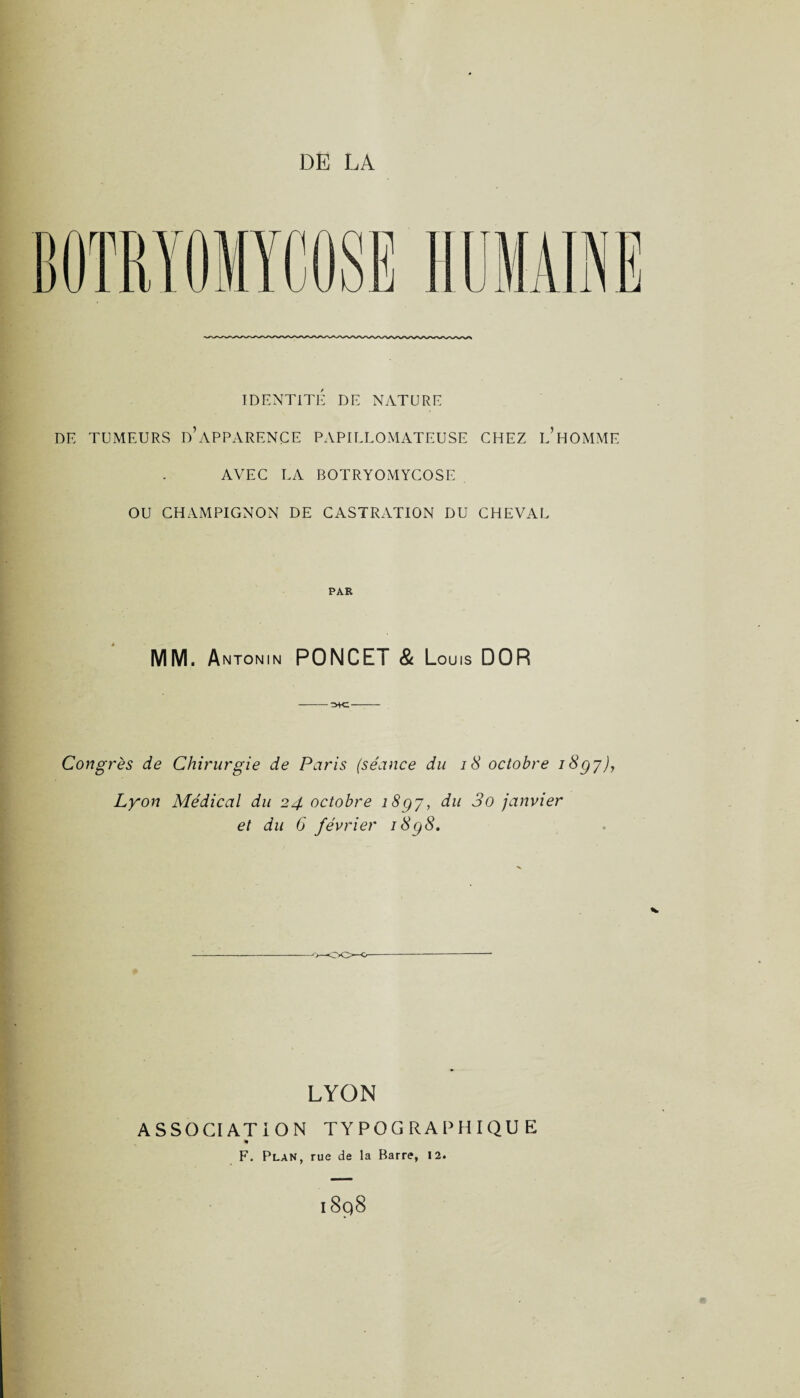 DE LA
BOTRYOMYCOSE HUMAINE
IDENTITÉ DE NATURE
DE TUMEURS D'APPARENCE PAPILLOMATEUSE CHEZ L'HOMME
AVEC LA BOTRYOMYCOSE
OU CHAMPIGNON DE CASTRATION DU CHEVAL
PAR
MM. ANTONIN PONCET & LOUIS DOR
Congrès de Chirurgie de Paris (séance du 18 octobre 1897),
Lyon Médical du 24 octobre 1897, du 30 janvier
et du 6 février 1898.
LYON
ASSOCIATION TYPOGRAPHIQUE
F. PLAN, rue de la Barre, 12.
1898